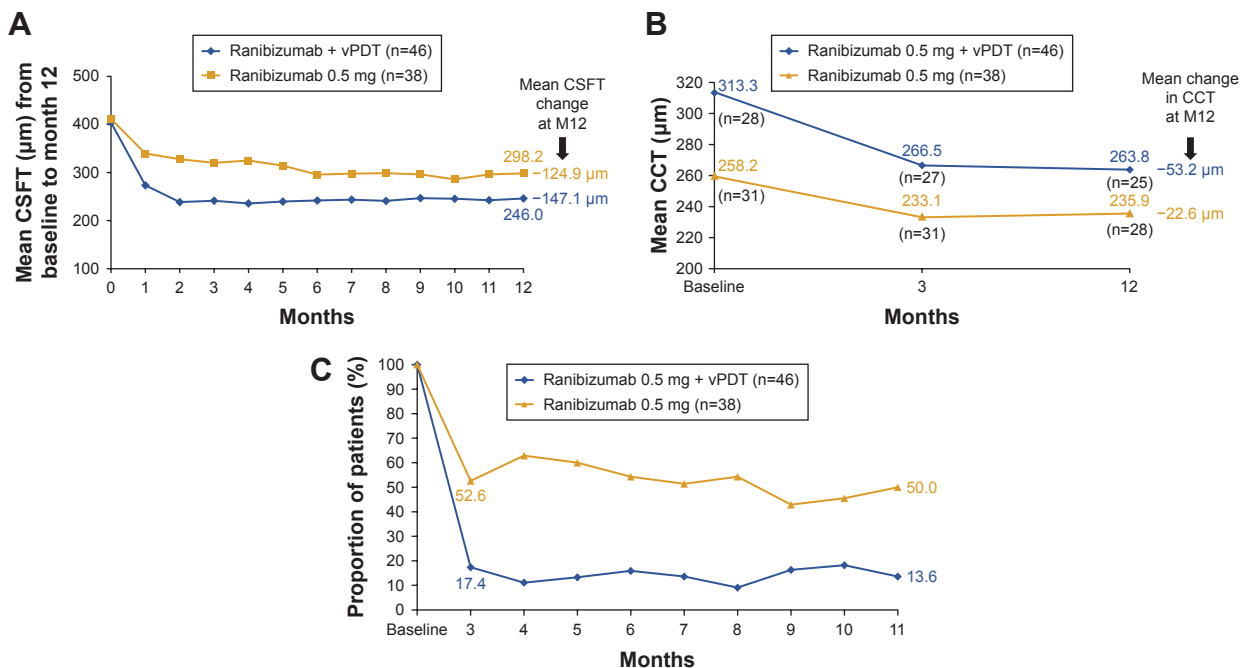 A
Ranibizumab + vPDT (n=46)
Ranibizumab 0.5 mg (n=38)
Mean CSFT (µm) from
baseline to month 12
500
400
300
200
100
0 1 2 3 4 5 6 7 8 9 10 11 12
Months
Mean CSFT
change
at M12
298.2
−124.9 µm
−147.1 µm
246.0
B
Ranibizumab 0.5 mg + vPDT (n=46)
Ranibizumab 0.5 mg (n=38)
Mean CCT (µm)
320
300
280
260
240
220
200
Baseline 3 12
Months
Mean change
in CCT
at M12
313.3
(n=28)
266.5
(n=27)
263.8
(n=25)
−53.2 µm
258.2
(n=31)
233.1
(n=31)
235.9
(n=28)
−22.6 µm
C
Ranibizumab 0.5 mg + vPDT (n=46)
Ranibizumab 0.5 mg (n=38)
Proportion of patients (%)
100
90
80
70
60
50
40
30
20
10
0
Baseline 3 4 5 6 7 8 9 10 11
Months
52.6
50.0
17.4
13.6